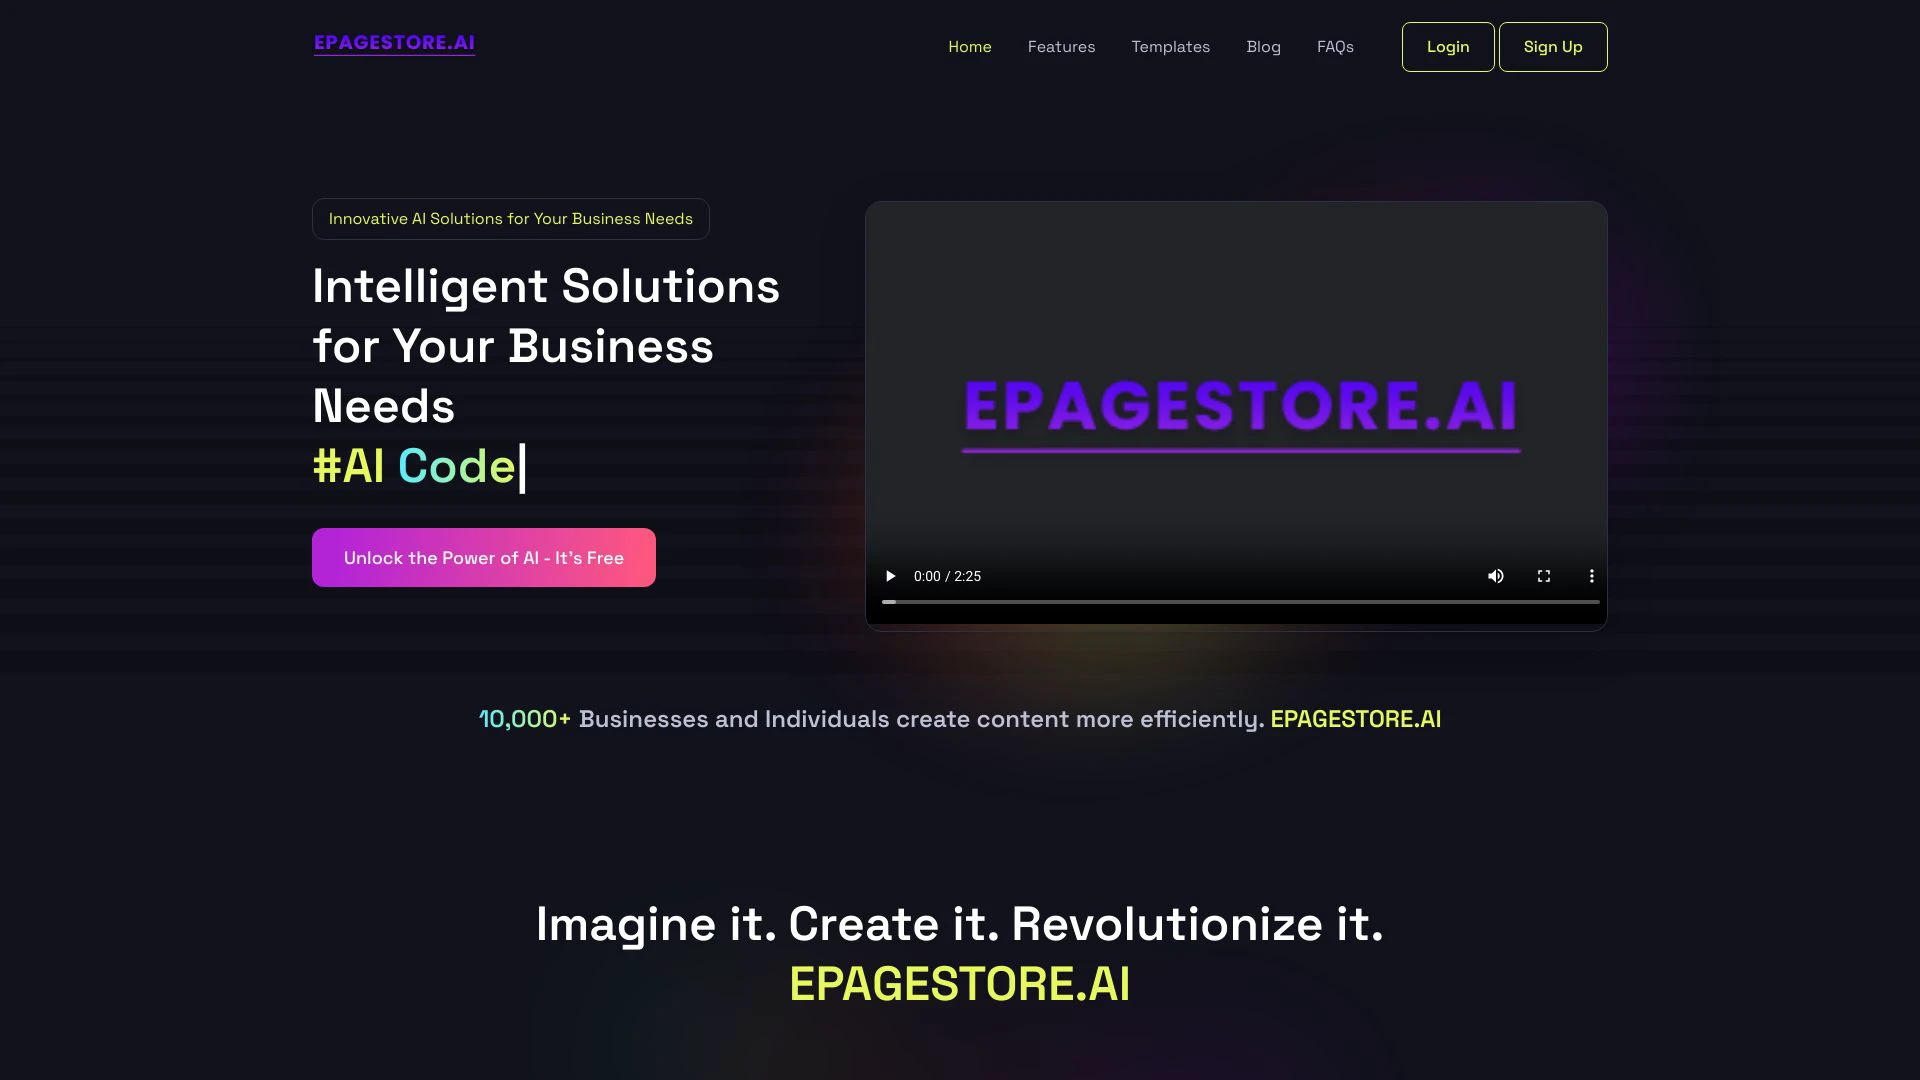 EPAGESTORE.AI
Home Features Templates Blog FAQs Login Sign Up
Innovative AI Solutions for Your Business Needs
Intelligent Solutions
for Your Business
Needs
#AI Code|
Unlock the Power of AI - It's Free
EPAGESTORE.AI
0:00 / 2:25
10,000+ Businesses and Individuals create content more efficiently. EPAGESTORE.AI
Imagine it. Create it. Revolutionize it.
EPAGESTORE.AI